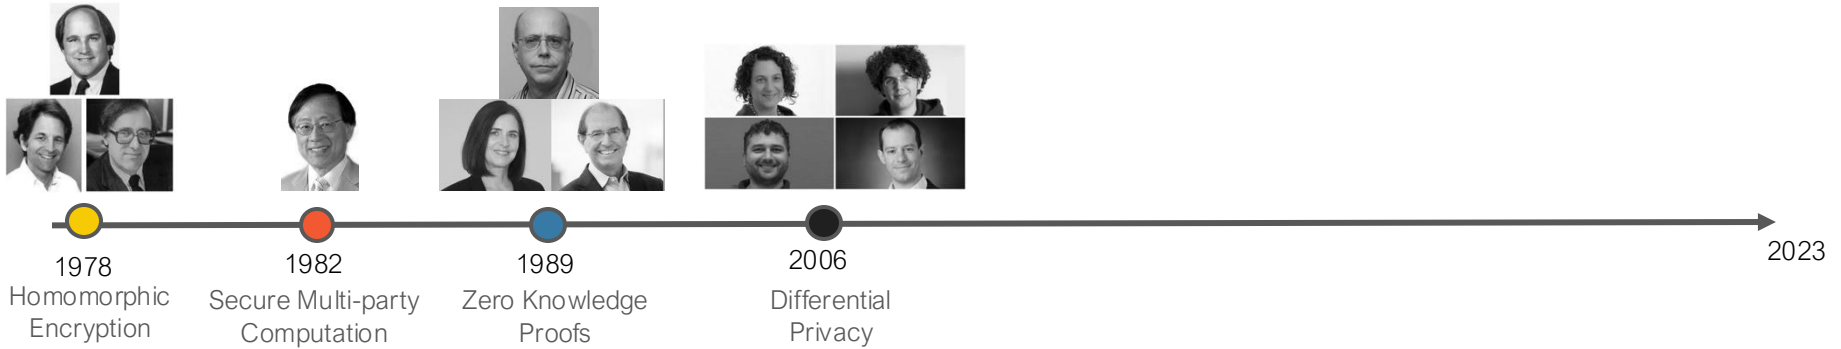 1978
Homomorphic
Encryption
1982
Secure Multi-party
Computation
1989
Zero Knowledge
Proofs
2006
Differential
Privacy
2023